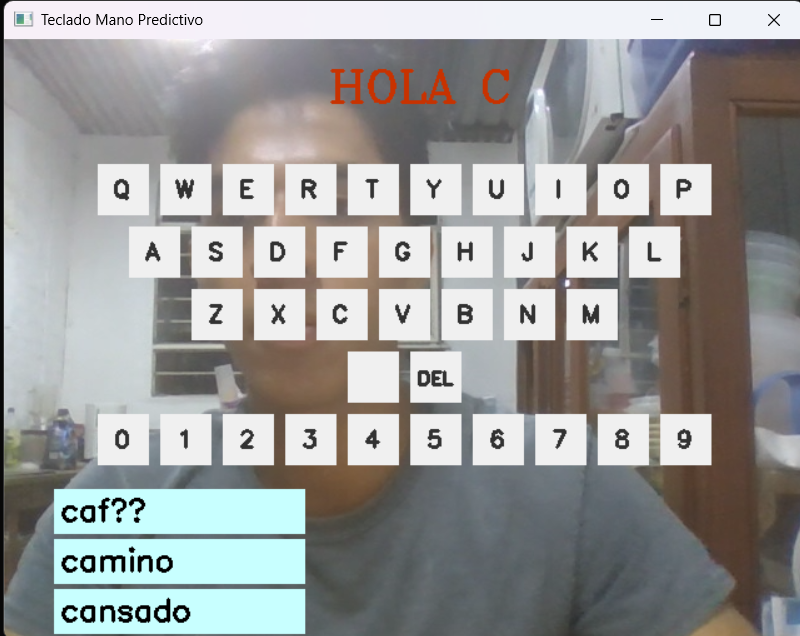 Teclado Mano Predictivo
HOLA C
Q W E R T Y U I O P
A S D F G H J K L
Z X C V B N M
DEL
0 1 2 3 4 5 6 7 8 9
caf??
camino
cansado